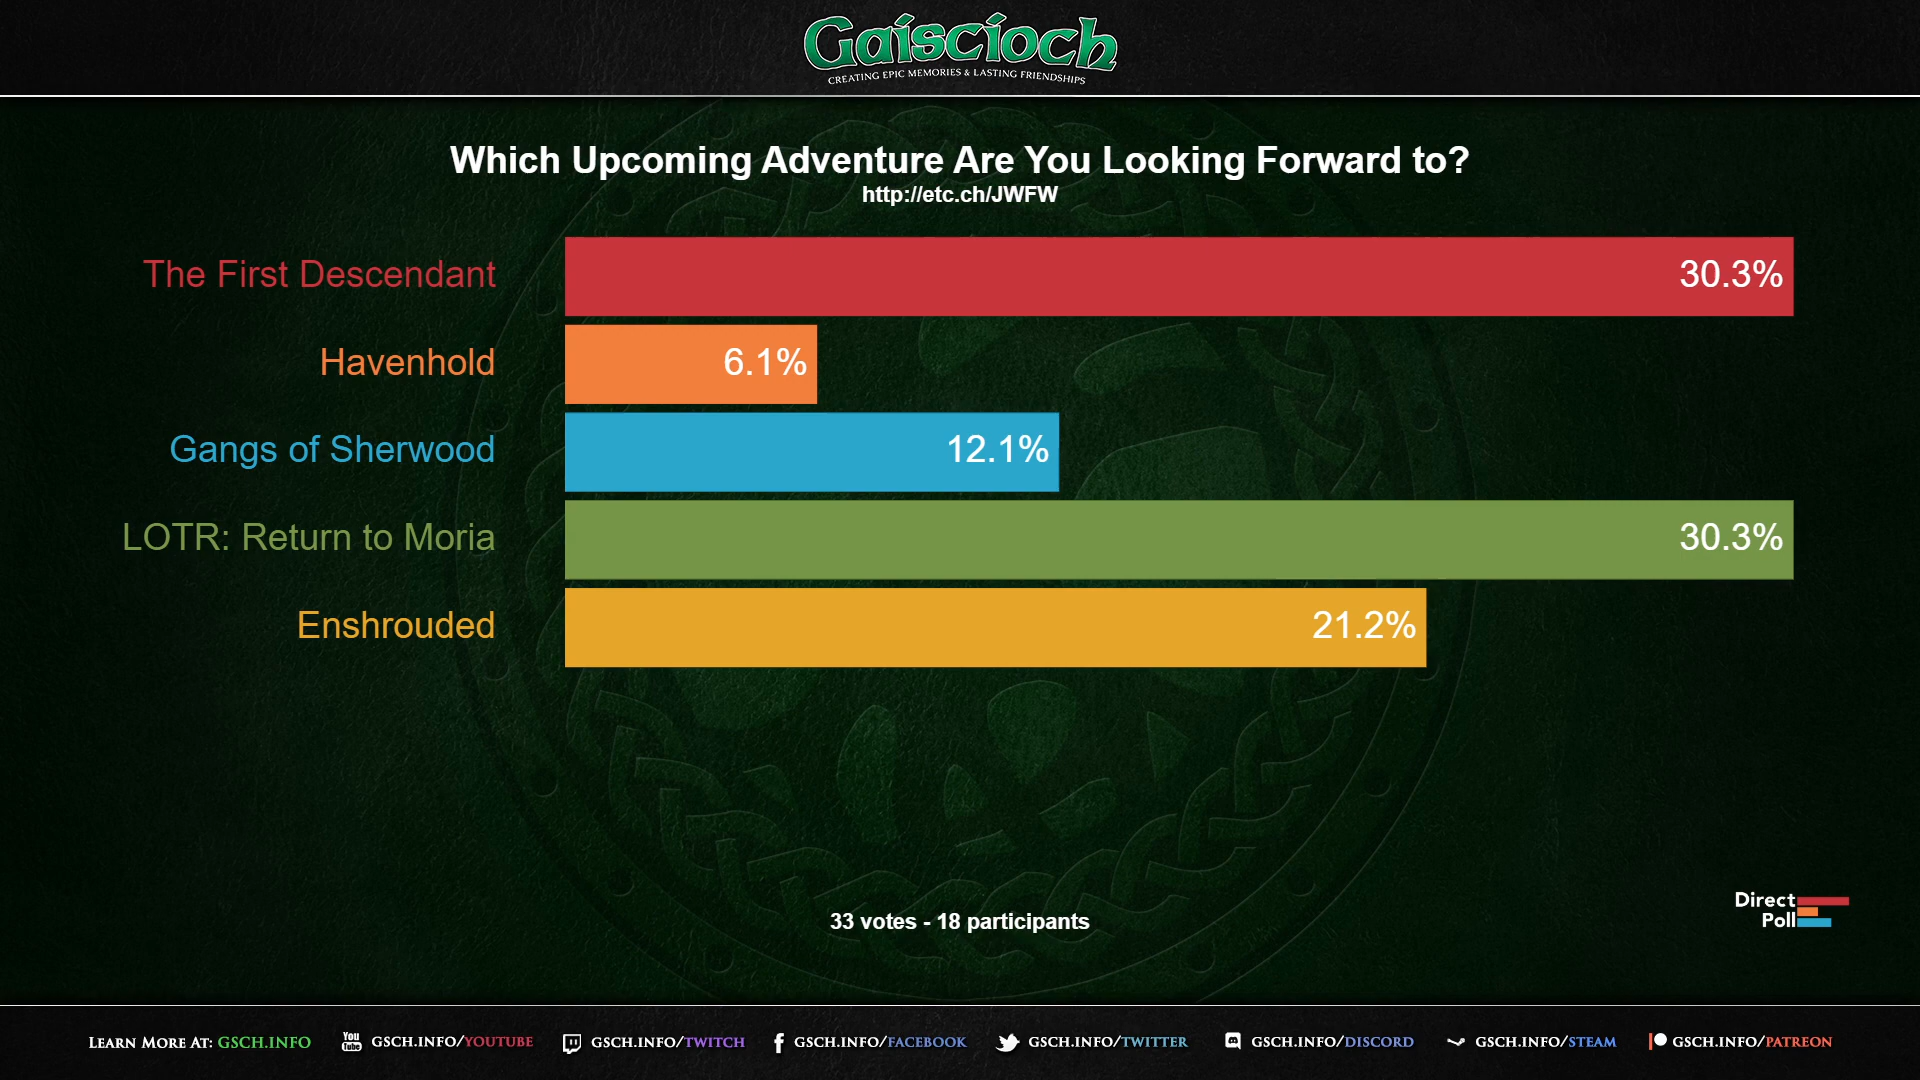 Gaiscíoch
CREATING EPIC MEMORIES & LASTING FRIENDSHIPS
Which Upcoming Adventure Are You Looking Forward to?
http://etc.ch/JWFW
The First Descendant 30.3%
Havenhold 6.1%
Gangs of Sherwood 12.1%
LOTR: Return to Moria 30.3%
Enshrouded 21.2%
33 votes - 18 participants
Direct
Poll
LEARN MORE AT: GSCH.INFO You Tube GSCH.INFO/YOUTUBE GSCH.INFO/TWITCH GSCH.INFO/FACEBOOK GSCH.INFO/TWITTER GSCH.INFO/DISCORD GSCH.INFO/STEAM GSCH.INFO/PATREON